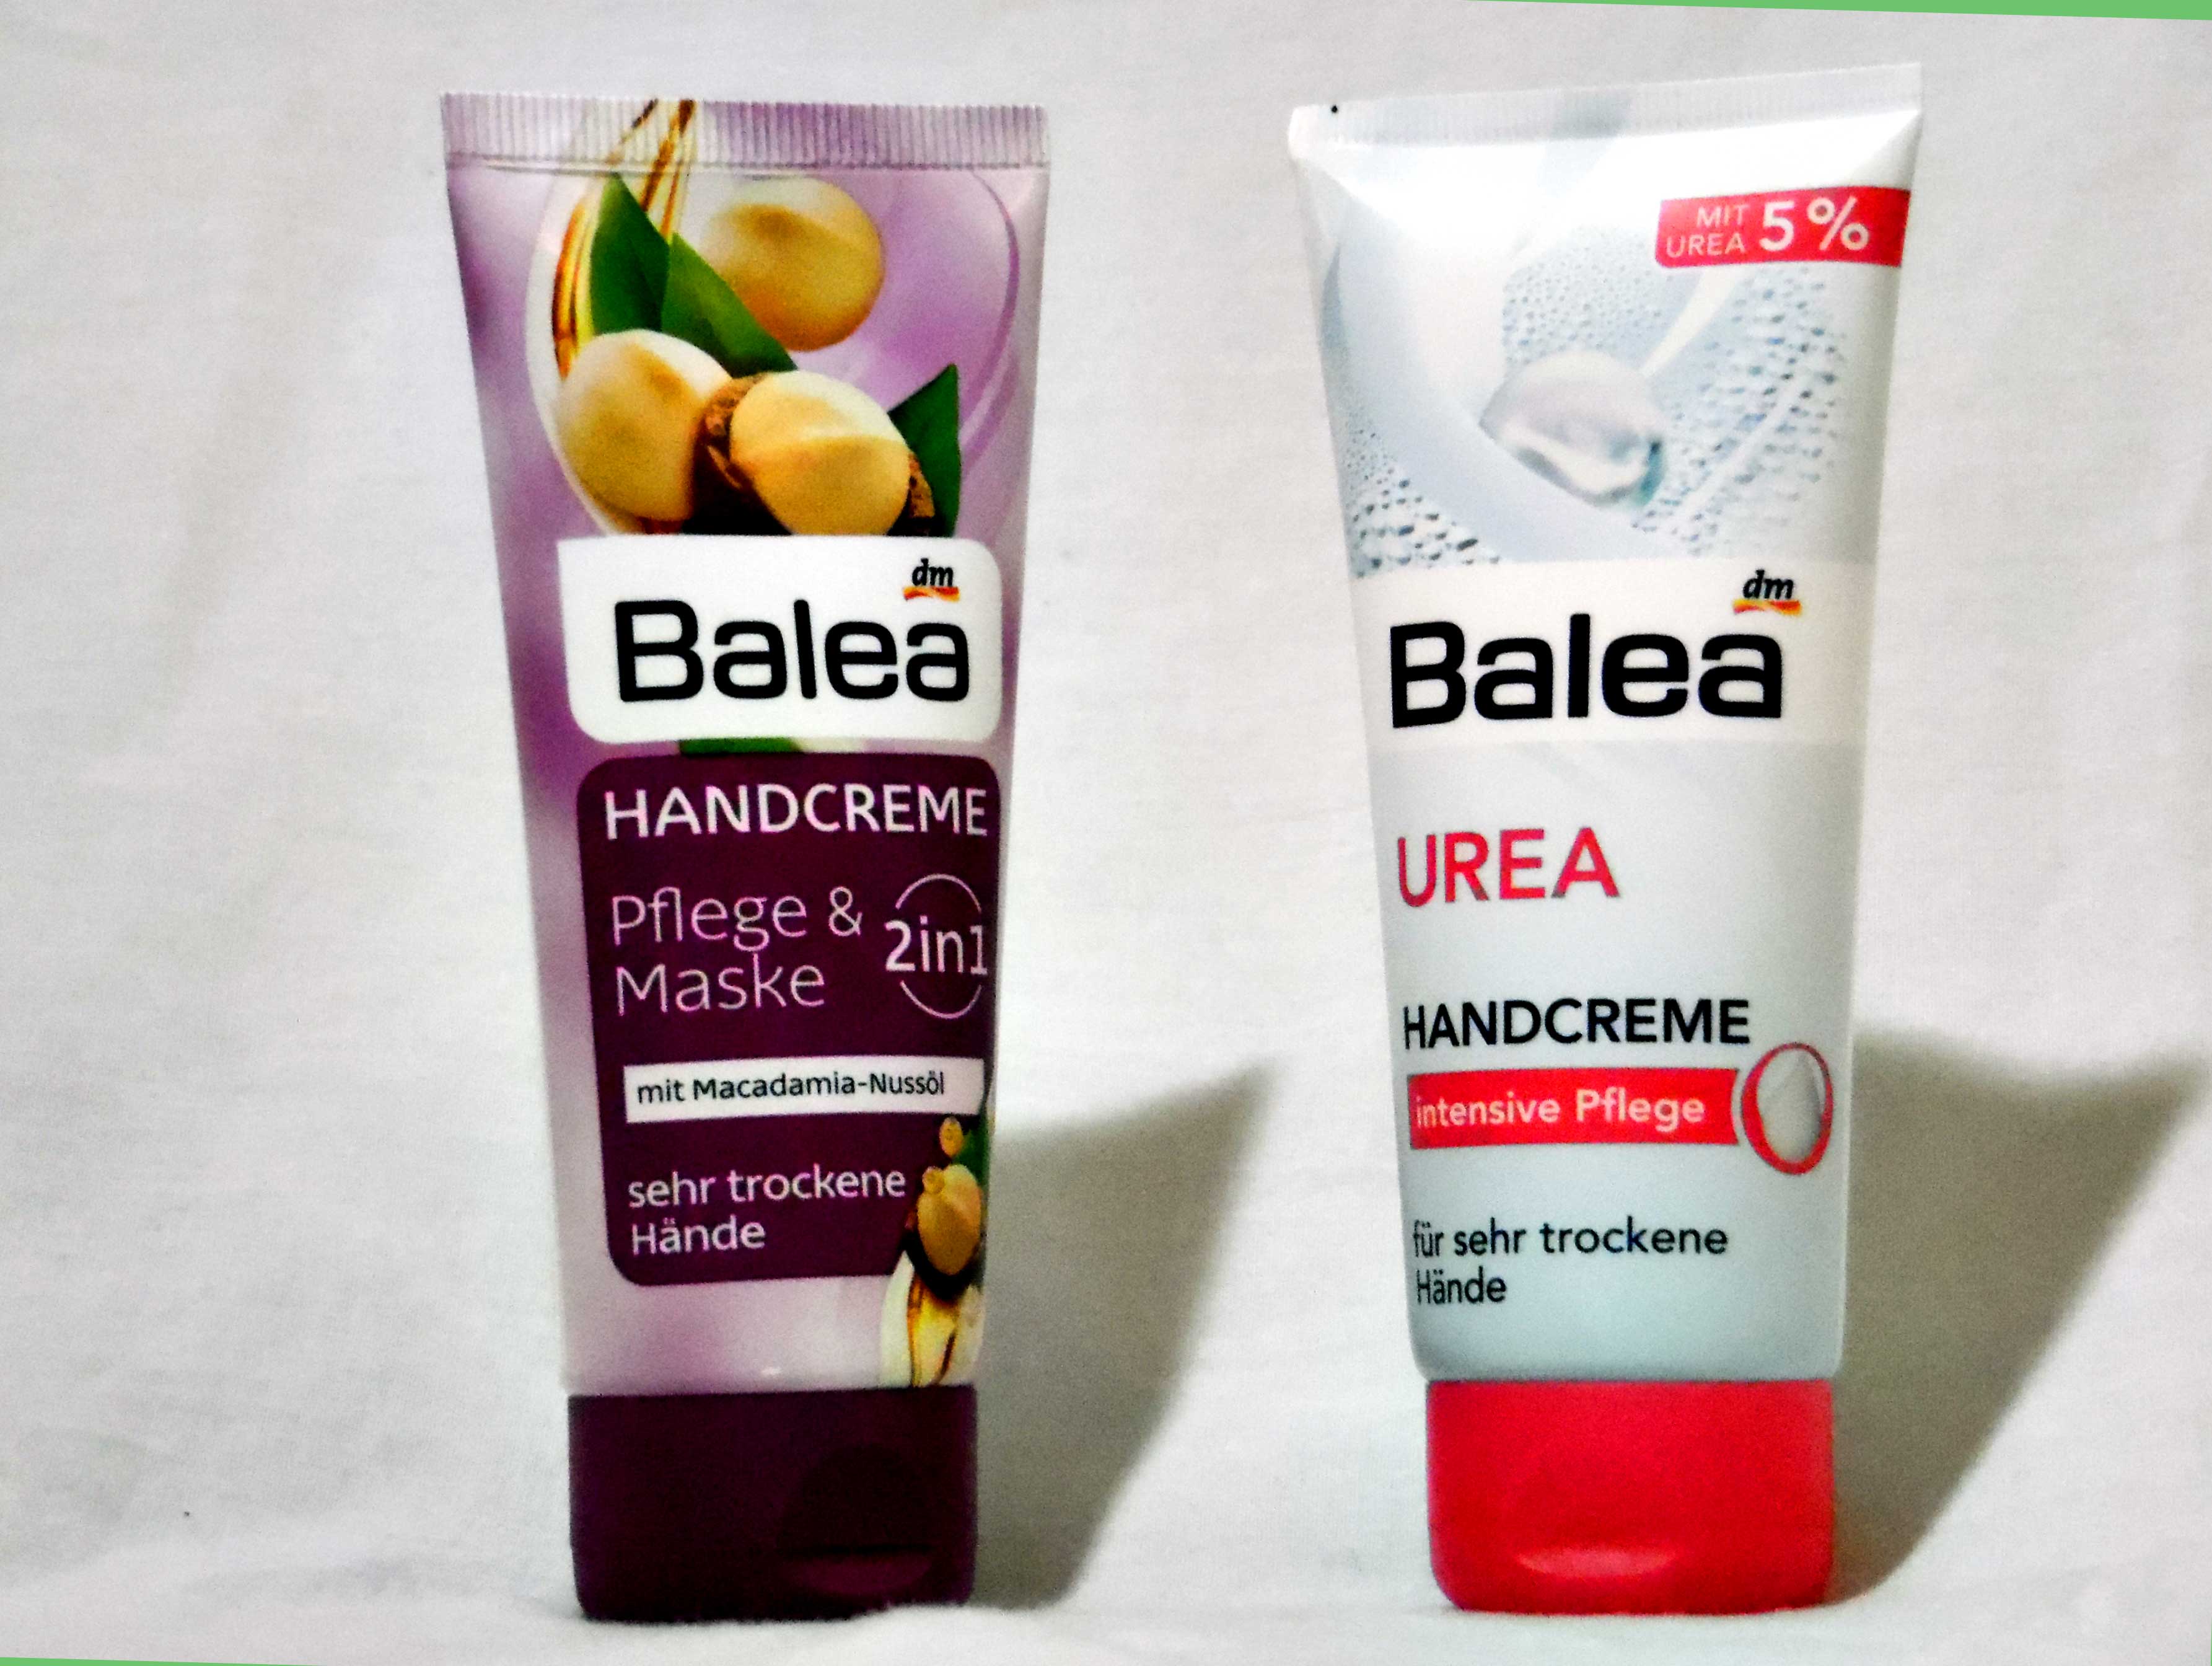 dm
Balea
HANDCREME
Pflege &
Maske
2in1
mit Macadamia-Nussöl
sehr trockene
Hände
MIT
UREA 5%
dm
Balea
UREA
HANDCREME
intensive Pflege
für sehr trockene
Hände